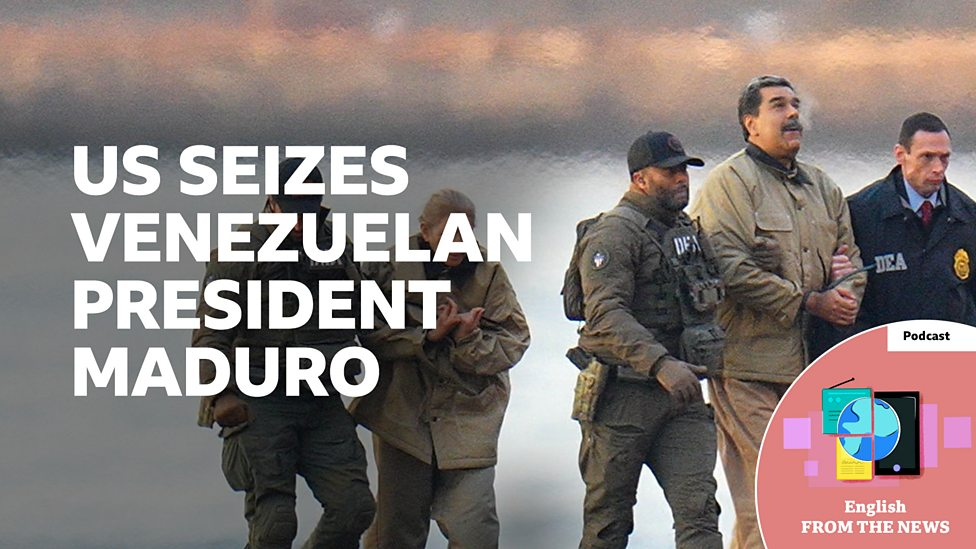 US SEIZES
VENEZUELAN
PRESIDENT
MADURO
DEA
DEA
Podcast
English
FROM THE NEWS